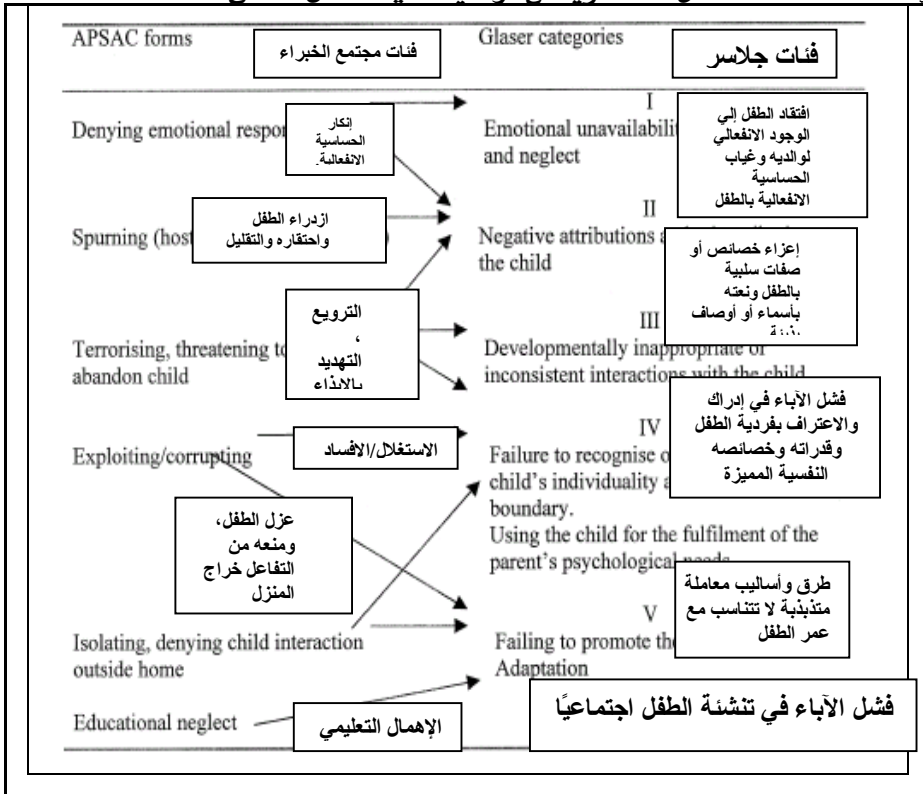 APSAC forms
فئات مجتمع الخبراء
Glaser categories
فئات جلاسر
Denying emotional
إنكار
الحساسية
الانفعالية.
I
Emotional
and neglect
افتقاد الطفل إلي
الوجود الانفعالي
لوالديه وغياب
الحساسية
الانفعالية بالطفل
Spurning
ازدراء الطفل
واحتقاره والتقليل
II
Negative attributions
the child
إعزاء خصائص أو
صفات سلبية
بالطفل ونعته
بأسماء أو أوصاف
Terrorising, threatening
abandon child
الترويع
،
التهديد
بالايذاء
III
Developmentally inappropriate or
inconsistent interactions with the child
Exploiting/corrupting
الاستغلال/الافساد
IV
Failure to recognise
child's individuality
boundary.
Using the child for the fulfilment of the
parent's psychological needs
فشل الآباء في إدراك
والاعتراف بفردية الطفل
وقدراته وخصائصه
النفسية المميزة
عزل الطفل،
ومنعه من
التفاعل خراج
المنزل
Isolating, denying child interaction
outside home
V
Failing to promote
Adaptation
طرق وأساليب معاملة
متذبذبة لا تتناسب مع
عمر الطفل
Educational neglect
الإهمال التعليمي
فشل الآباء في تنشئة الطفل اجتماعيًا